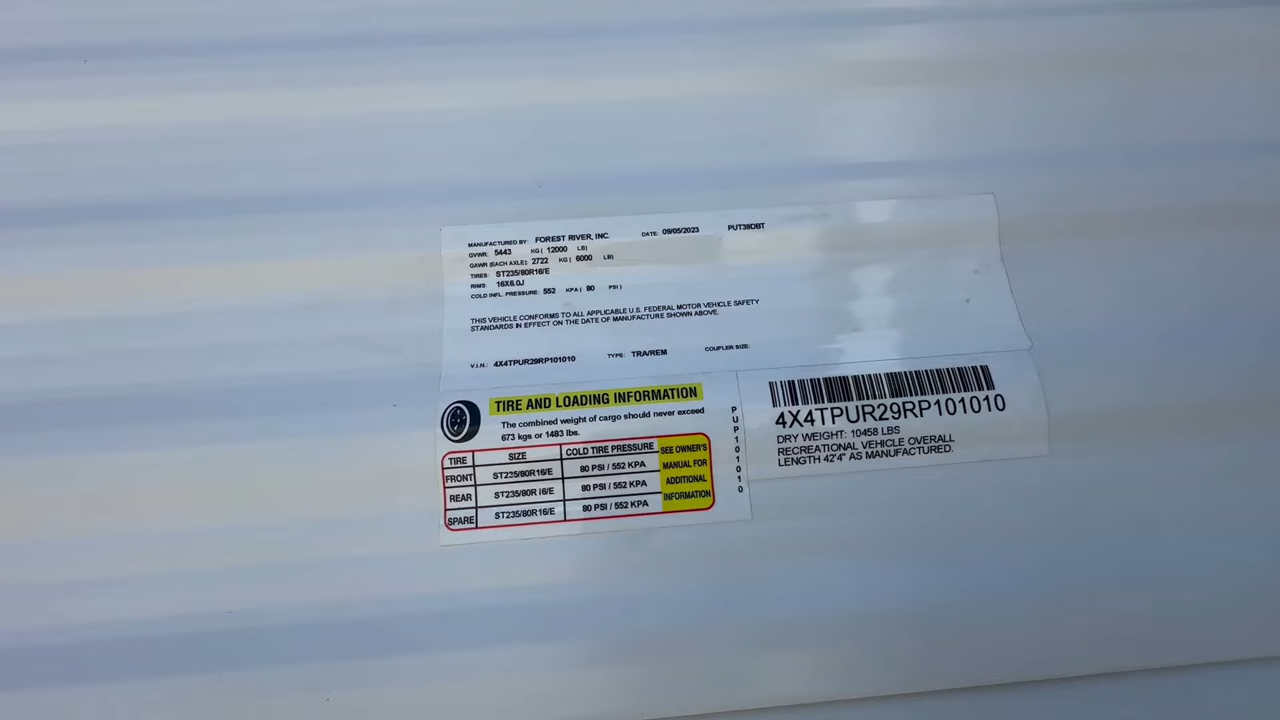 MANUFACTURED BY: FOREST RIVER, INC. DATE: 09/05/2023 PUT39DBT
GVWR: 5443 KG ( 12000 LB)
GAWR (EACH AXLE): 2722 KG ( 6000 LB)
TIRES: ST235/80R16/E
RIMS: 16X6.0J
COLD INFL. PRESSURE: 552 KPA ( 80 PSI )
THIS VEHICLE CONFORMS TO ALL APPLICABLE U.S. FEDERAL MOTOR VEHICLE SAFETY
STANDARDS IN EFFECT ON THE DATE OF MANUFACTURE SHOWN ABOVE.
V.I.N.: 4X4TPUR29RP101010 TYPE: TRA/REM COUPLER SIZE:
TIRE AND LOADING INFORMATION
The combined weight of cargo should never exceed
673 kgs or 1483 lbs.
TIRE SIZE COLD TIRE PRESSURE
FRONT ST235/80R16/E 80 PSI / 552 KPA
REAR ST235/80R16/E 80 PSI / 552 KPA
SPARE ST235/80R16/E 80 PSI / 552 KPA
SEE OWNER'S
MANUAL FOR
ADDITIONAL
INFORMATION
PUP101010
4X4TPUR29RP101010
DRY WEIGHT: 10458 LBS
RECREATIONAL VEHICLE OVERALL
LENGTH 42'4" AS MANUFACTURED.